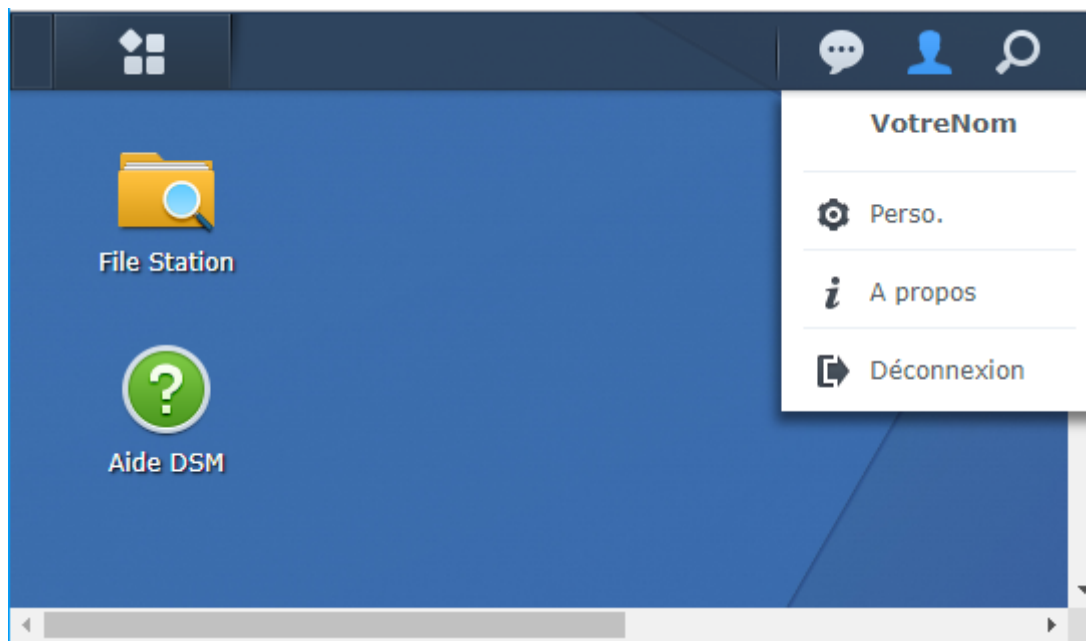 VotreNom
Perso.
A propos
Déconnexion
File Station
Aide DSM